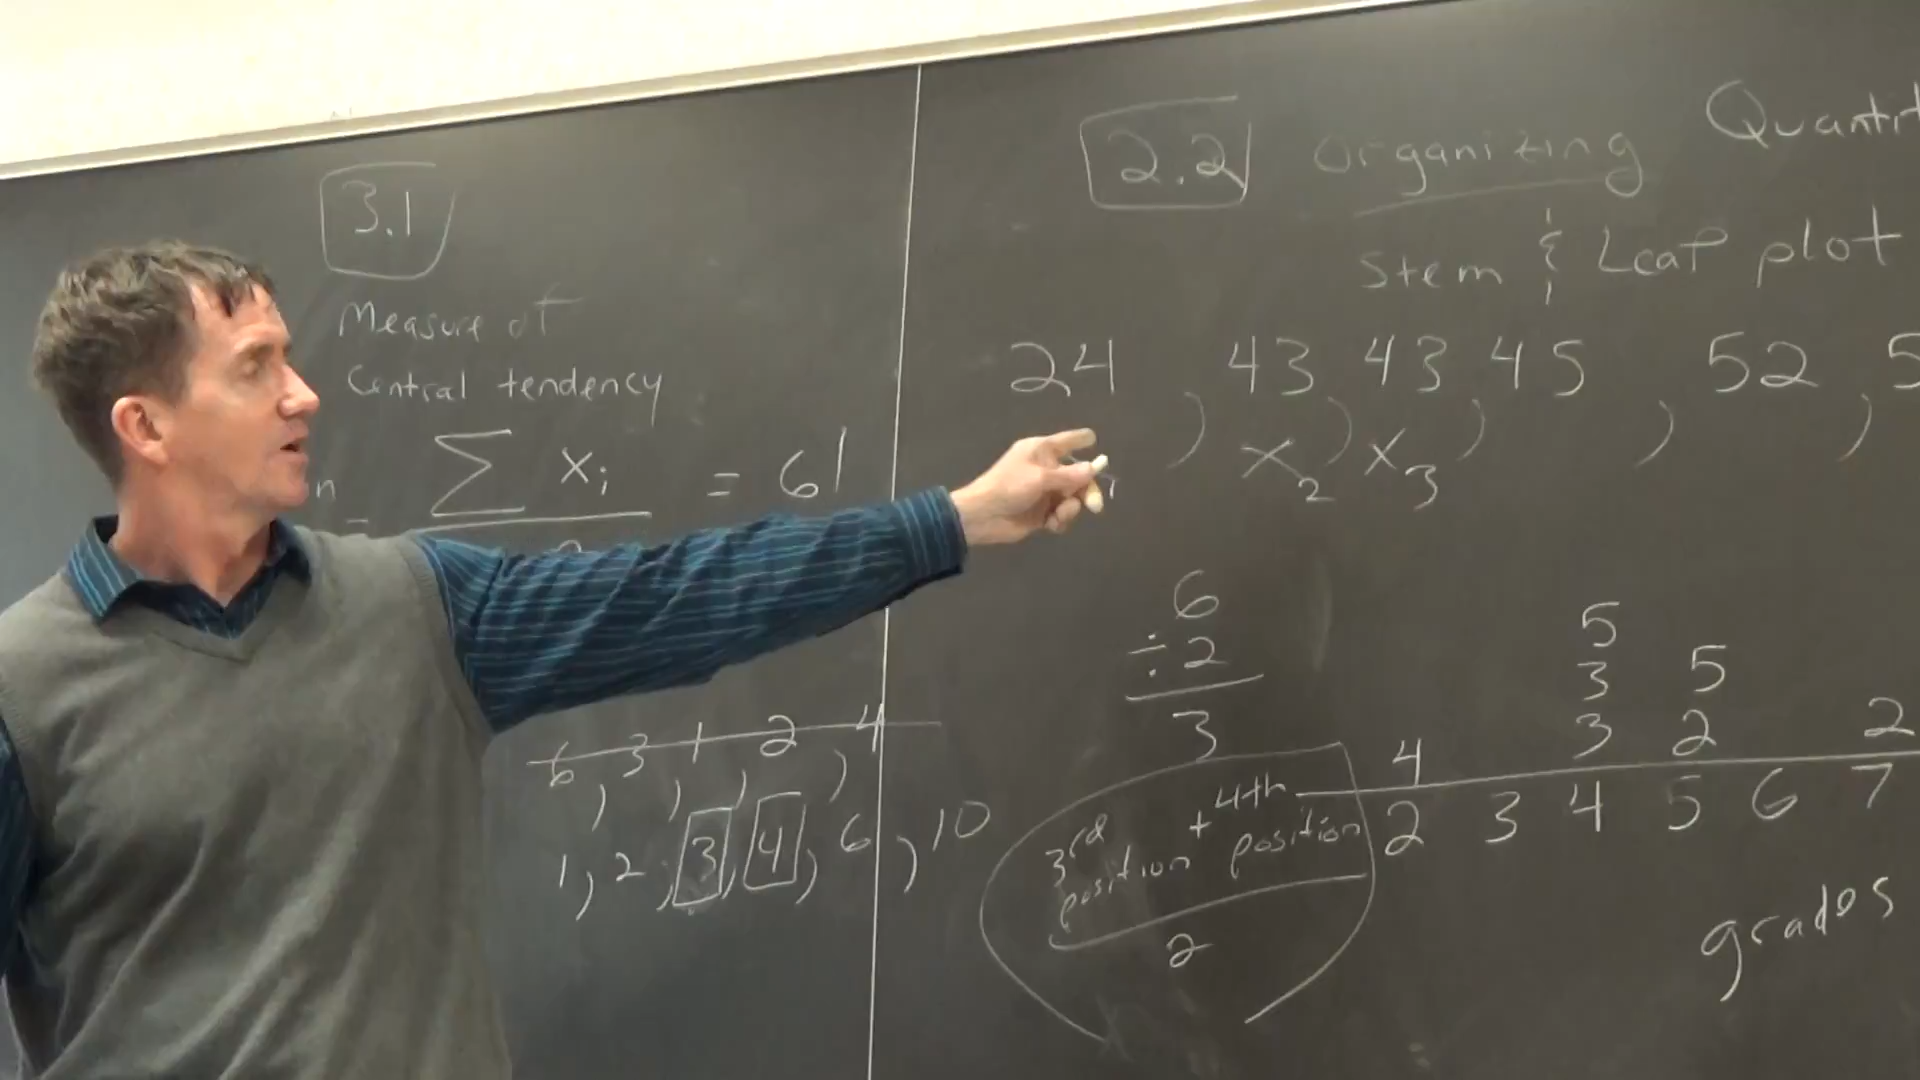 3.1
Measure of
Central tendency
n = ∑ xᵢ = 61
6, 3, 1, 2, 4
1, 2, 3, 4, 6, 10
2.2 Organizing Quantit
Stem & Leaf plot
24, 43, 43, 45, 52, 5
x₂ x₃
6
÷2
3
3rd position + 4th position
2
5
3 5
4 3 2 2
2 3 4 5 6 7
grades